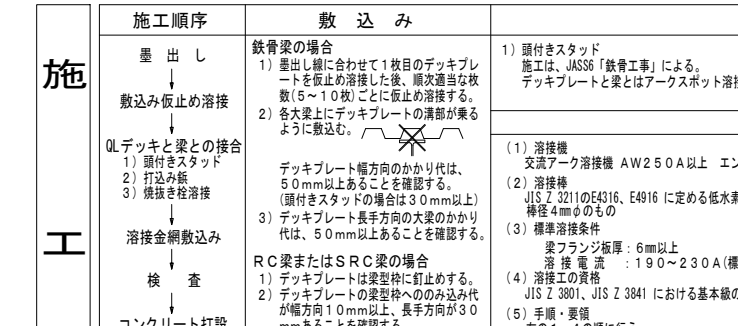 施
工
施工順序
墨 出 し
敷込み仮止め溶接
QLデッキと梁との接合
1) 頭付きスタッド
2) 打込み鋲
3) 焼抜き栓溶接
溶接金網敷込み
検 査
コンクリート打設
敷 込 み
鉄骨梁の場合
1) 墨出し線に合わせて1枚目のデッキプレ
ートを仮止め溶接した後、順次適当な枚
数(5~10枚)ごとに仮止め溶接する。
2) 各大梁上にデッキプレートの溝部が乗る
ように敷込む。
デッキプレート幅方向のかかり代は、
50mm以上あることを確認する。
(頭付きスタッドの場合は30mm以上)
3) デッキプレート長手方向の大梁のかかり
代は、50mm以上あることを確認する。
RC梁またはSRC梁の場合
1) デッキプレートは梁型枠に釘止めする。
2) デッキプレートの梁型枠へののみ込み代
が幅方向10mm以上、長手方向が30
mmあることを確認する。
1) 頭付きスタッド
施工は、JASS6「鉄骨工事」による。
デッキプレートと梁とはアークスポット溶接
(1) 溶接機
交流アーク溶接機 AW250A以上 エン
(2) 溶接棒
JIS Z 3211のE4316、E4916 に定める低水素
棒径4mmφのもの
(3) 標準溶接条件
梁フランジ板厚:6mm以上
溶 接 電 流 :190~230A(標
(4) 溶接工の資格
JIS Z 3801、JIS Z 3841 における基本級の
(5) 手順・要領